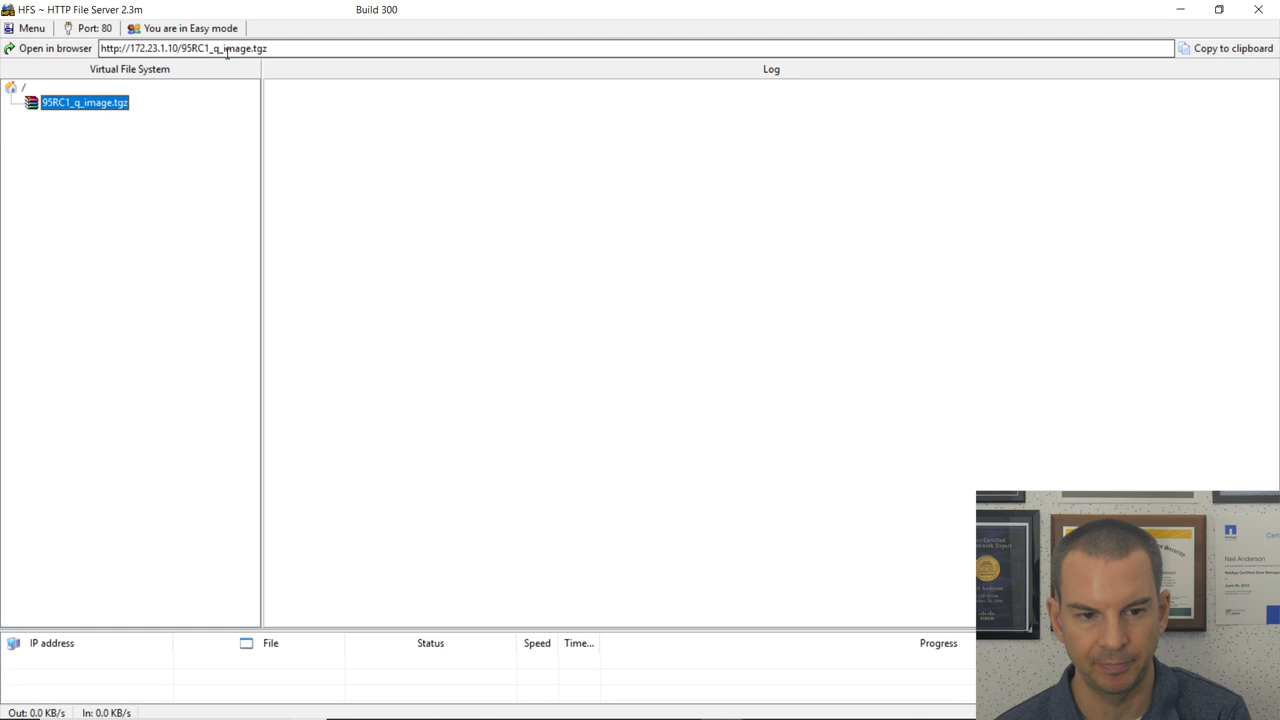 HFS ~ HTTP File Server 2.3m
Build 300
Menu
Port: 80
You are in Easy mode
Open in browser
http://172.23.1.10/95RC1_q_image.tgz
Copy to clipboard
Virtual File System
Log
/
95RC1_q_image.tgz
IP address
File
Status
Speed
Time...
Progress
Out: 0.0 KB/s
In: 0.0 KB/s
Neil Anderson